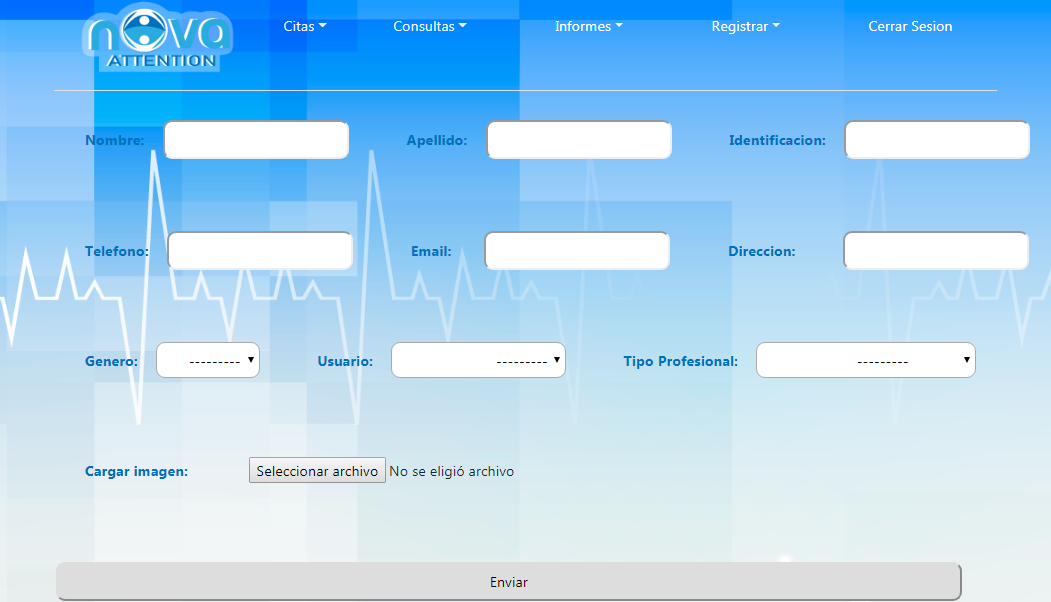 nova
ATTENTION
Citas Consultas Informes Registrar Cerrar Sesion
Nombre: Apellido: Identificacion:
Telefono: Email: Direccion:
Genero: --------- Usuario: --------- Tipo Profesional: ---------
Cargar imagen: Seleccionar archivo No se eligió archivo
Enviar